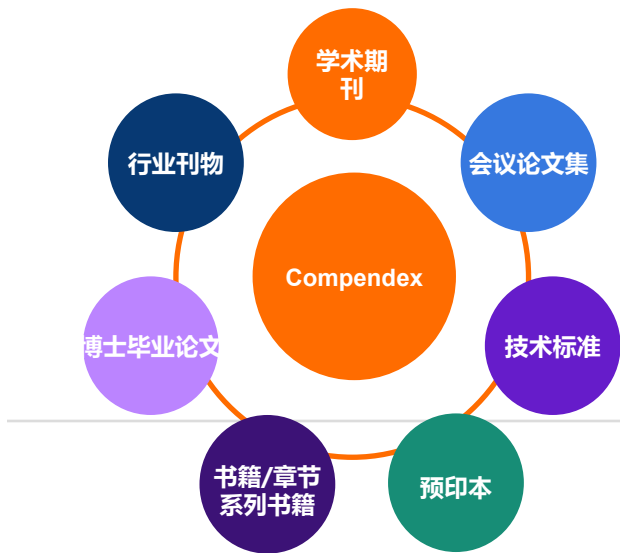 学术期
刊
行业刊物
会议论文集
Compendex
博士毕业论文
技术标准
书籍/章节
系列书籍
预印本